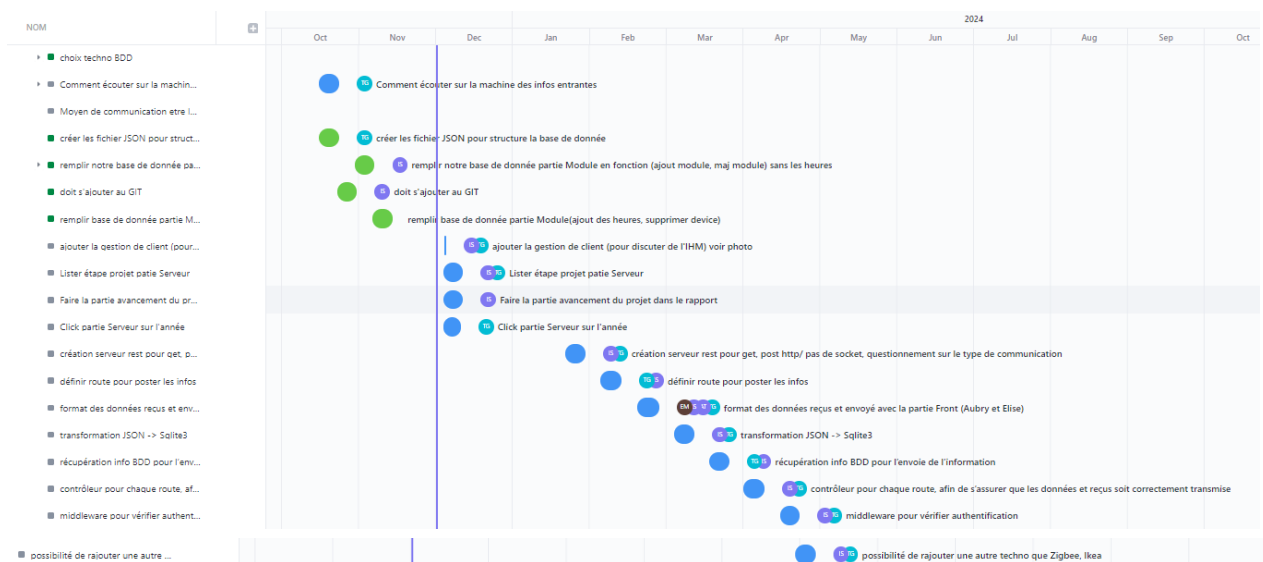 NOM
2024
Oct Nov Dec Jan Feb Mar Apr May Jun Jul Aug Sep Oct
choix techno BDD
Comment écouter sur la machin... TG Comment écouter sur la machine des infos entrantes
Moyen de communication etre l...
créer les fichier JSON pour struct... TG créer les fichier JSON pour structure la base de donnée
remplir notre base de donnée pa... IS remplir notre base de donnée partie Module en fonction (ajout module, maj module) sans les heures
doit s'ajouter au GIT IS doit s'ajouter au GIT
remplir base de donnée partie M... remplir base de donnée partie Module(ajout des heures, supprimer device)
ajouter la gestion de client (pour... IS TG ajouter la gestion de client (pour discuter de l'IHM) voir photo
Lister étape projet patie Serveur IS TG Lister étape projet patie Serveur
Faire la partie avancement du pr... IS Faire la partie avancement du projet dans le rapport
Click partie Serveur sur l'année TG Click partie Serveur sur l'année
création serveur rest pour get, p... IS TG création serveur rest pour get, post http/ pas de socket, questionnement sur le type de communication
définir route pour poster les infos TG IS définir route pour poster les infos
format des données reçus et env... EM TG format des données reçus et envoyé avec la partie Front (Aubry et Elise)
transformation JSON -> Sqlite3 IS TG transformation JSON -> Sqlite3
récupération info BDD pour l'env... TG IS récupération info BDD pour l'envoie de l'information
contrôleur pour chaque route, af... IS TG contrôleur pour chaque route, afin de s'assurer que les données et reçus soit correctement transmise
middleware pour vérifier authent... IS TG middleware pour vérifier authentification
possibilité de rajouter une autre ... IS TG possibilité de rajouter une autre techno que Zigbee, Ikea